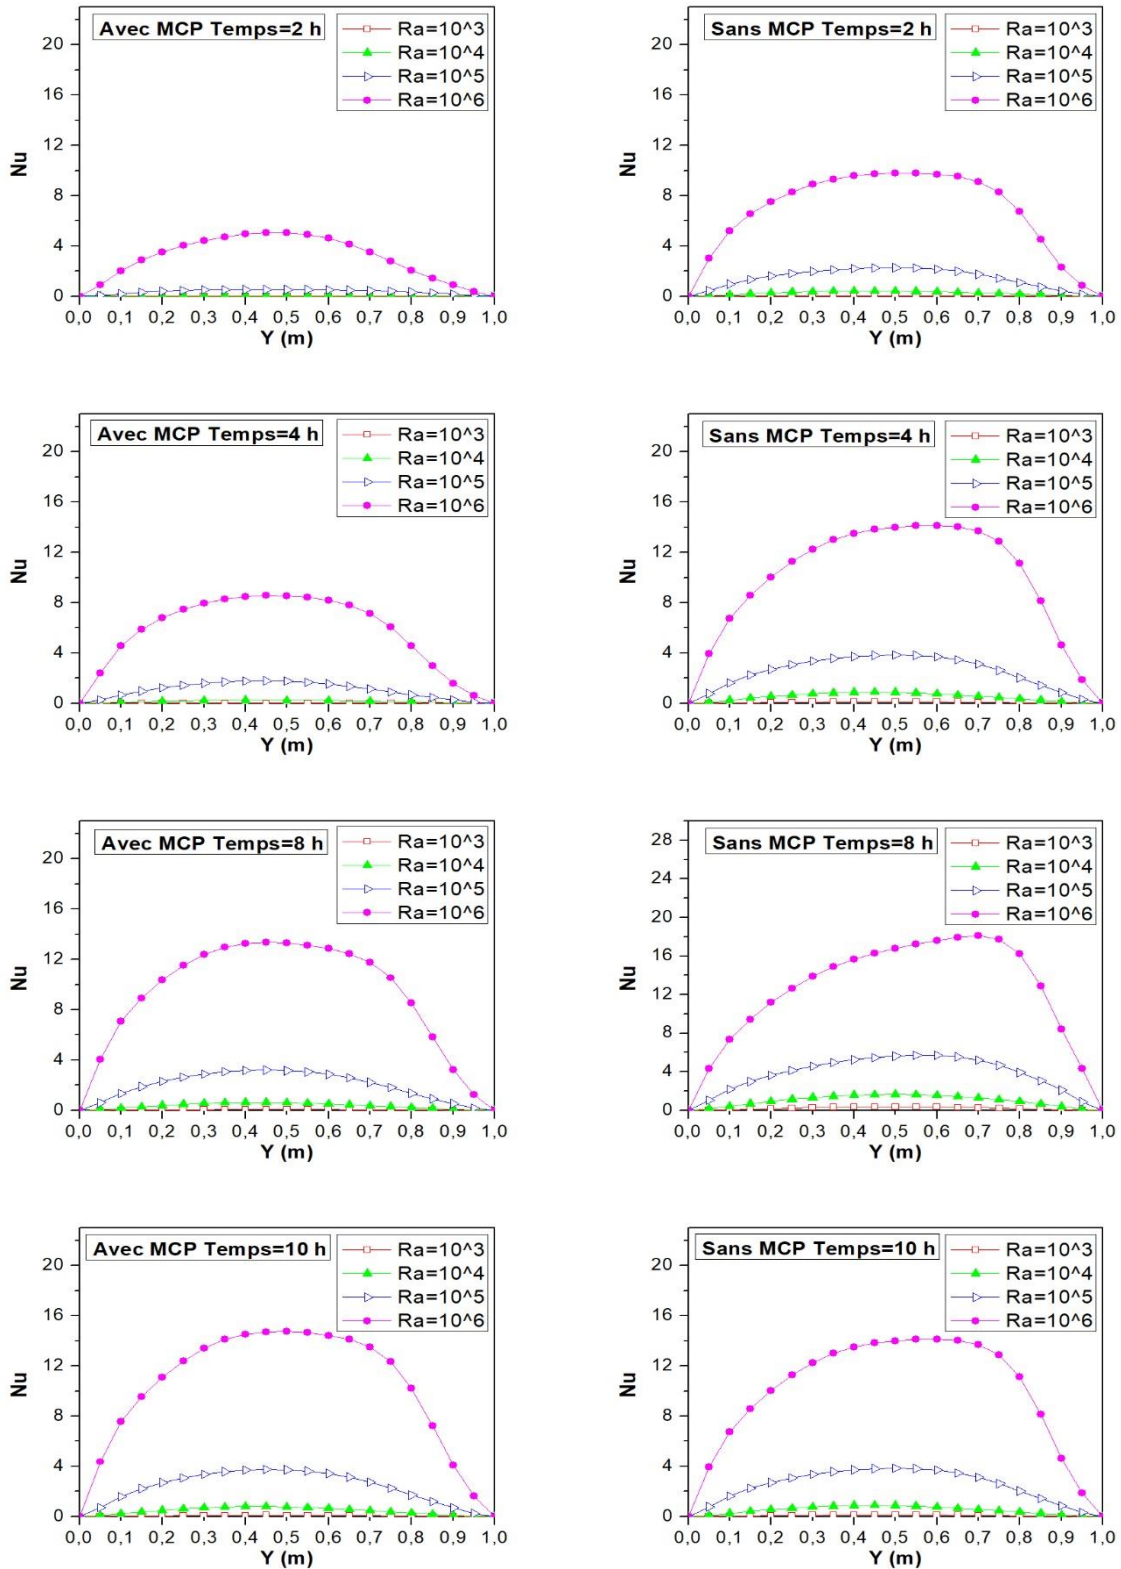 Avec MCP Temps=2 h
Ra=10^3
Ra=10^4
Ra=10^5
Ra=10^6
20
16
12
8
4
0
Nu
0,0 0,1 0,2 0,3 0,4 0,5 0,6 0,7 0,8 0,9 1,0
Y (m)
Sans MCP Temps=2 h
Ra=10^3
Ra=10^4
Ra=10^5
Ra=10^6
20
16
12
8
4
0
Nu
0,0 0,1 0,2 0,3 0,4 0,5 0,6 0,7 0,8 0,9 1,0
Y (m)
Avec MCP Temps=4 h
Ra=10^3
Ra=10^4
Ra=10^5
Ra=10^6
20
16
12
8
4
0
Nu
0,0 0,1 0,2 0,3 0,4 0,5 0,6 0,7 0,8 0,9 1,0
Y (m)
Sans MCP Temps=4 h
Ra=10^3
Ra=10^4
Ra=10^5
Ra=10^6
20
16
12
8
4
0
Nu
0,0 0,1 0,2 0,3 0,4 0,5 0,6 0,7 0,8 0,9 1,0
Y (m)
Avec MCP Temps=8 h
Ra=10^3
Ra=10^4
Ra=10^5
Ra=10^6
20
16
12
8
4
0
Nu
0,0 0,1 0,2 0,3 0,4 0,5 0,6 0,7 0,8 0,9 1,0
Y (m)
Sans MCP Temps=8 h
Ra=10^3
Ra=10^4
Ra=10^5
Ra=10^6
28
24
20
16
12
8
4
0
Nu
0,0 0,1 0,2 0,3 0,4 0,5 0,6 0,7 0,8 0,9 1,0
Y (m)
Avec MCP Temps=10 h
Ra=10^3
Ra=10^4
Ra=10^5
Ra=10^6
20
16
12
8
4
0
Nu
0,0 0,1 0,2 0,3 0,4 0,5 0,6 0,7 0,8 0,9 1,0
Y (m)
Sans MCP Temps=10 h
Ra=10^3
Ra=10^4
Ra=10^5
Ra=10^6
20
16
12
8
4
0
Nu
0,0 0,1 0,2 0,3 0,4 0,5 0,6 0,7 0,8 0,9 1,0
Y (m)